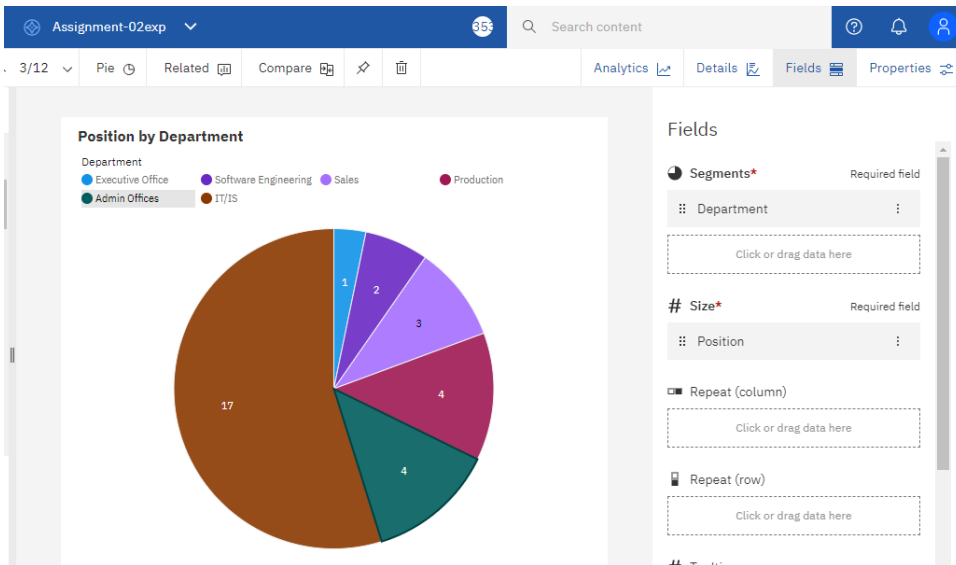 Assignment-02exp
353
Search content
3/12
Pie
Related
Compare
Analytics
Details
Fields
Properties
Position by Department
Department
Executive Office
Software Engineering
Sales
Production
Admin Offices
IT/IS
1
2
3
4
4
17
Fields
Segments*
Required field
Department
Click or drag data here
# Size*
Required field
Position
Repeat (column)
Click or drag data here
Repeat (row)
Click or drag data here